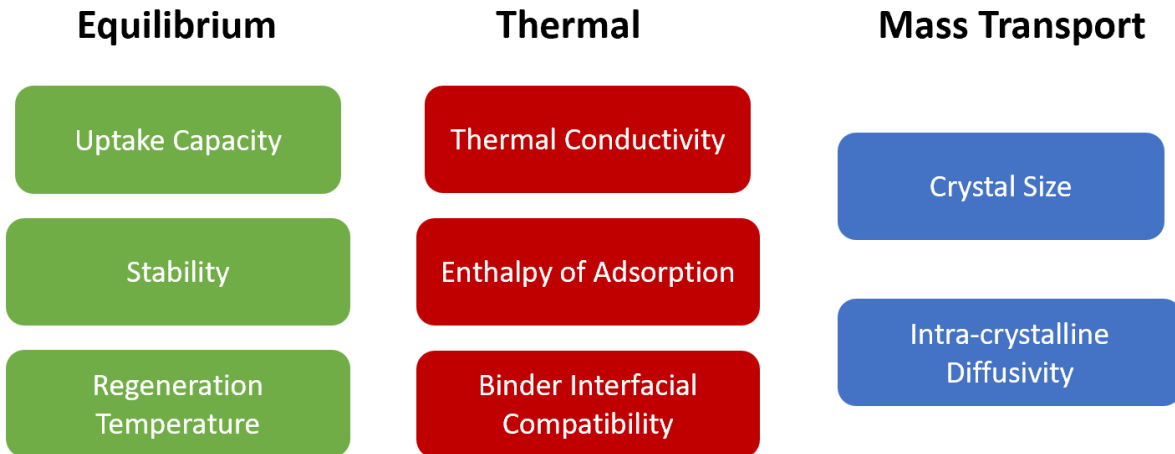 Equilibrium
Thermal
Mass Transport
Uptake Capacity
Thermal Conductivity
Crystal Size
Stability
Enthalpy of Adsorption
Intra-crystalline
Diffusivity
Regeneration
Temperature
Binder Interfacial
Compatibility